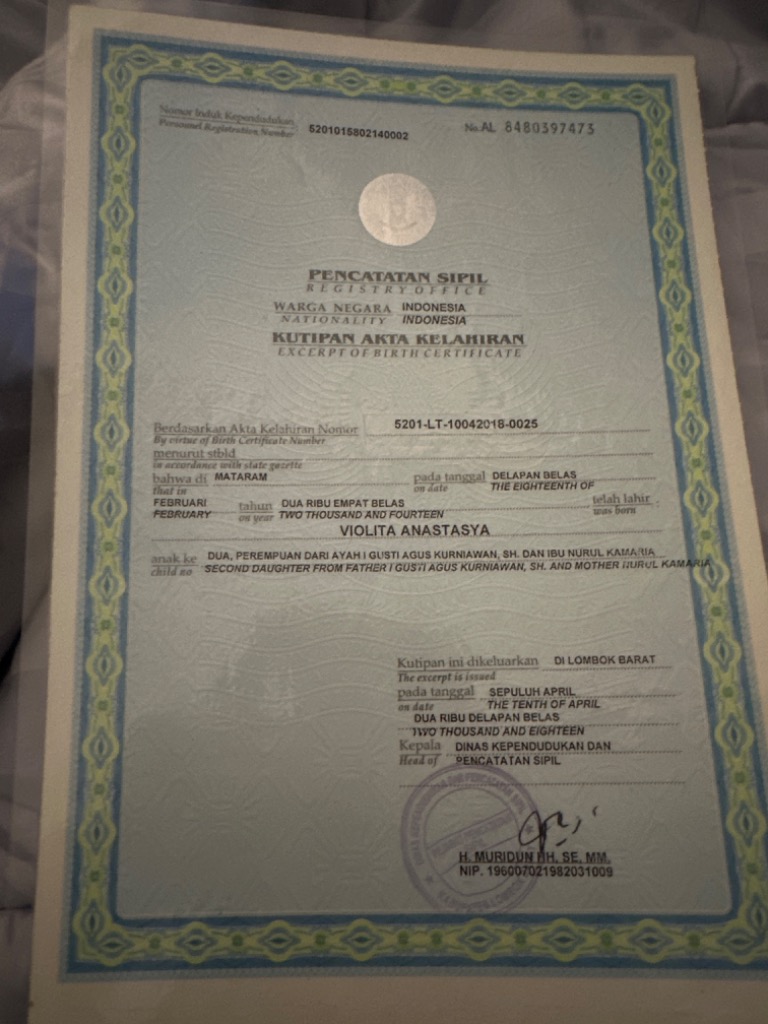 Nomor Induk Kependudukan 5201015802140002 No. AL 8480397473
Personnel Registration Number
PENCATATAN SIPIL
REGISTRY OFFICE
WARGA NEGARA INDONESIA
NATIONALITY INDONESIA
KUTIPAN AKTA KELAHIRAN
EXCERPT OF BIRTH CERTIFICATE
Berdasarkan Akta Kelahiran Nomor 5201-LT-10042018-0025
By virtue of Birth Certificate Number
menurut stbld
in accordance with state gazette
bahwa di MATARAM pada tanggal DELAPAN BELAS
that in on date THE EIGHTEENTH OF
FEBRUARI tahun DUA RIBU EMPAT BELAS telah lahir
FEBRUARY on year TWO THOUSAND AND FOURTEEN was born
VIOLITA ANASTASYA
anak ke DUA, PEREMPUAN DARI AYAH I GUSTI AGUS KURNIAWAN, SH. DAN IBU NURUL KAMARIA
child no SECOND DAUGHTER FROM FATHER I GUSTI AGUS KURNIAWAN, SH. AND MOTHER NURUL KAMARIA
Kutipan ini dikeluarkan DI LOMBOK BARAT
The excerpt is issued
pada tanggal SEPULUH APRIL
on date THE TENTH OF APRIL
DUA RIBU DELAPAN BELAS
TWO THOUSAND AND EIGHTEEN
Kepala DINAS KEPENDUDUKAN DAN
Head of PENCATATAN SIPIL
H. MURIDUN HH, SE, MM.
NIP. 196007021982031009